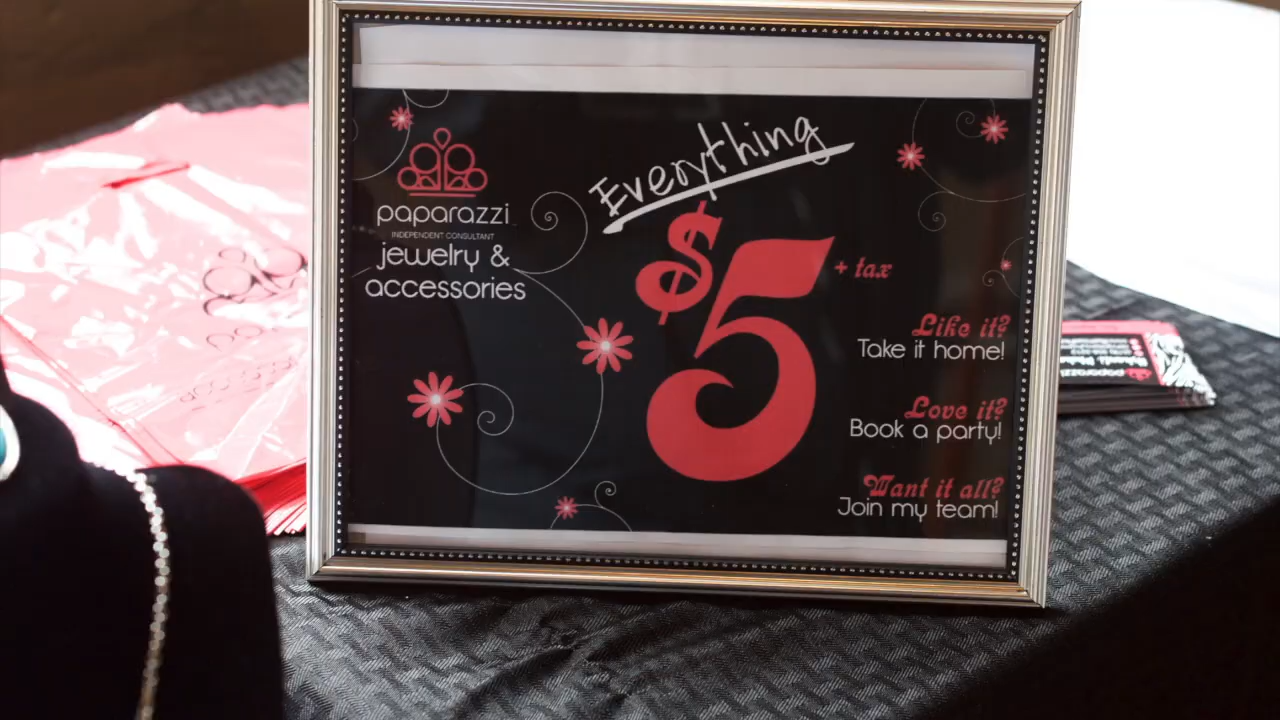 Everything
$5
+ tax
paparazzi
INDEPENDENT CONSULTANT
jewelry &
accessories
Like it?
Take it home!
Love it?
Book a party!
Want it all?
Join my team!
paparazzi